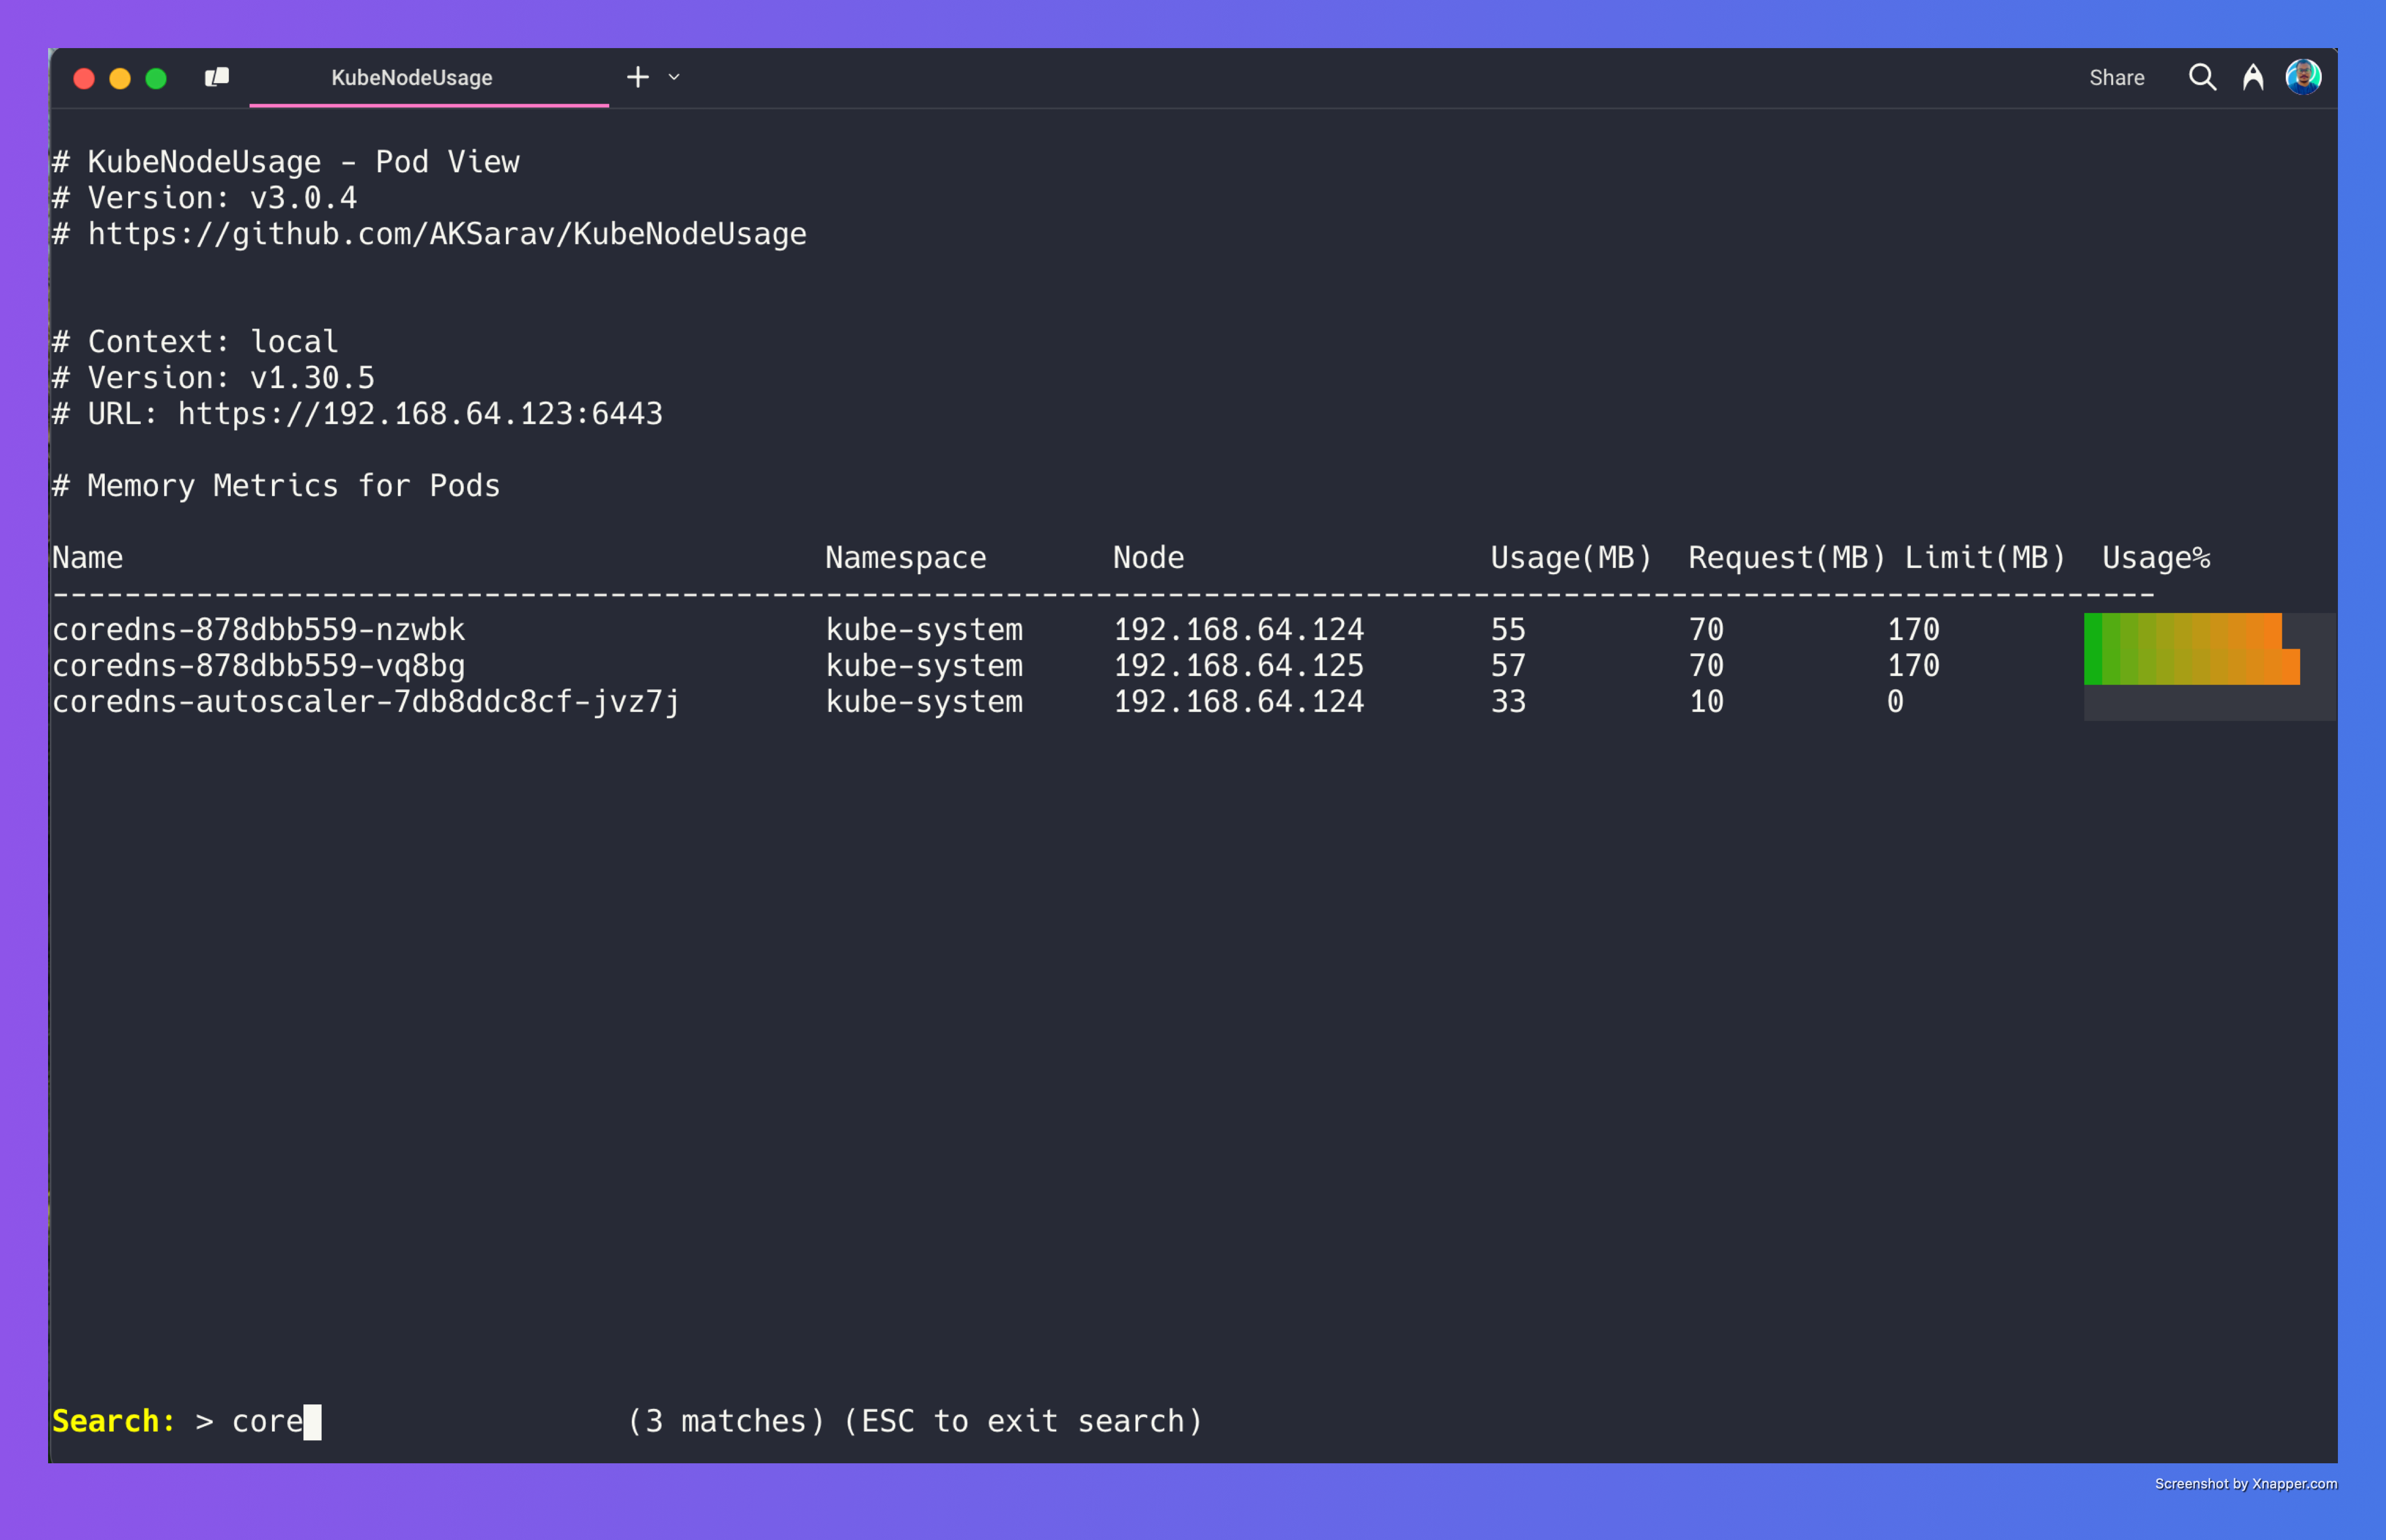 KubeNodeUsage
Share
# KubeNodeUsage - Pod View
# Version: v3.0.4
# https://github.com/AKSarav/KubeNodeUsage
# Context: local
# Version: v1.30.5
# URL: https://192.168.64.123:6443
# Memory Metrics for Pods
Name Namespace Node Usage(MB) Request(MB) Limit(MB) Usage%
---------------------------------------------------------------------------------------------------------------------
coredns-878dbb559-nzwbk kube-system 192.168.64.124 55 70 170
coredns-878dbb559-vq8bg kube-system 192.168.64.125 57 70 170
coredns-autoscaler-7db8ddc8cf-jvz7j kube-system 192.168.64.124 33 10 0
Search: > core (3 matches) (ESC to exit search)
Screenshot by Xnapper.com